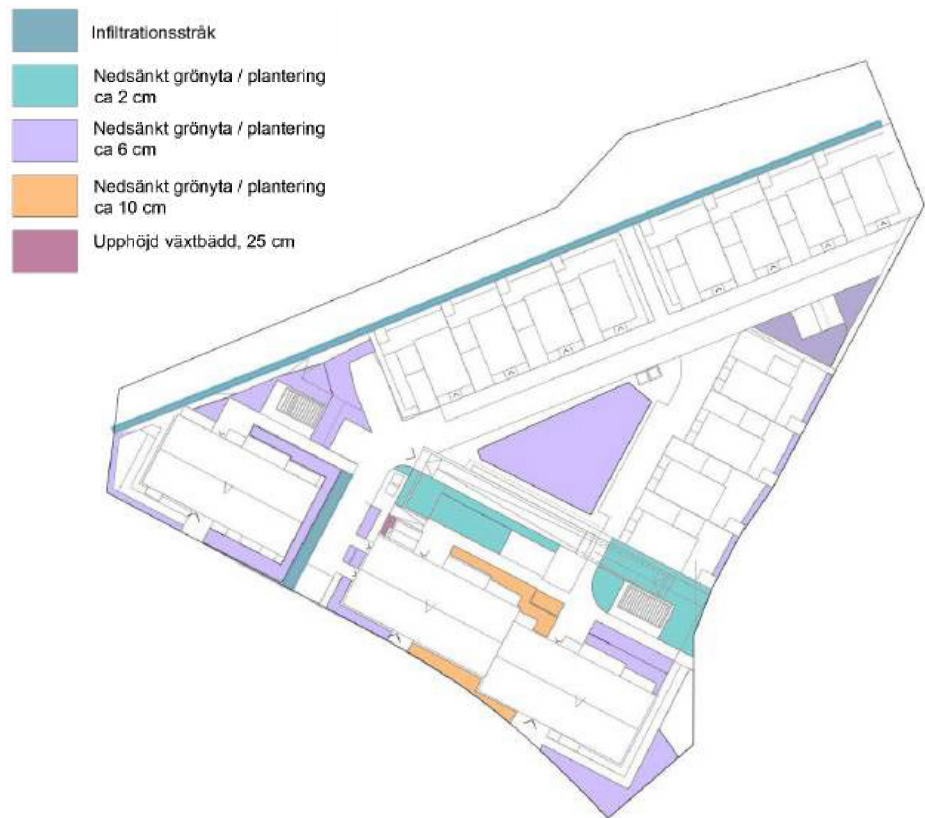 Infiltrationsstråk
Nedsänkt grönyta / plantering
ca 2 cm
Nedsänkt grönyta / plantering
ca 6 cm
Nedsänkt grönyta / plantering
ca 10 cm
Upphöjd växtbädd, 25 cm